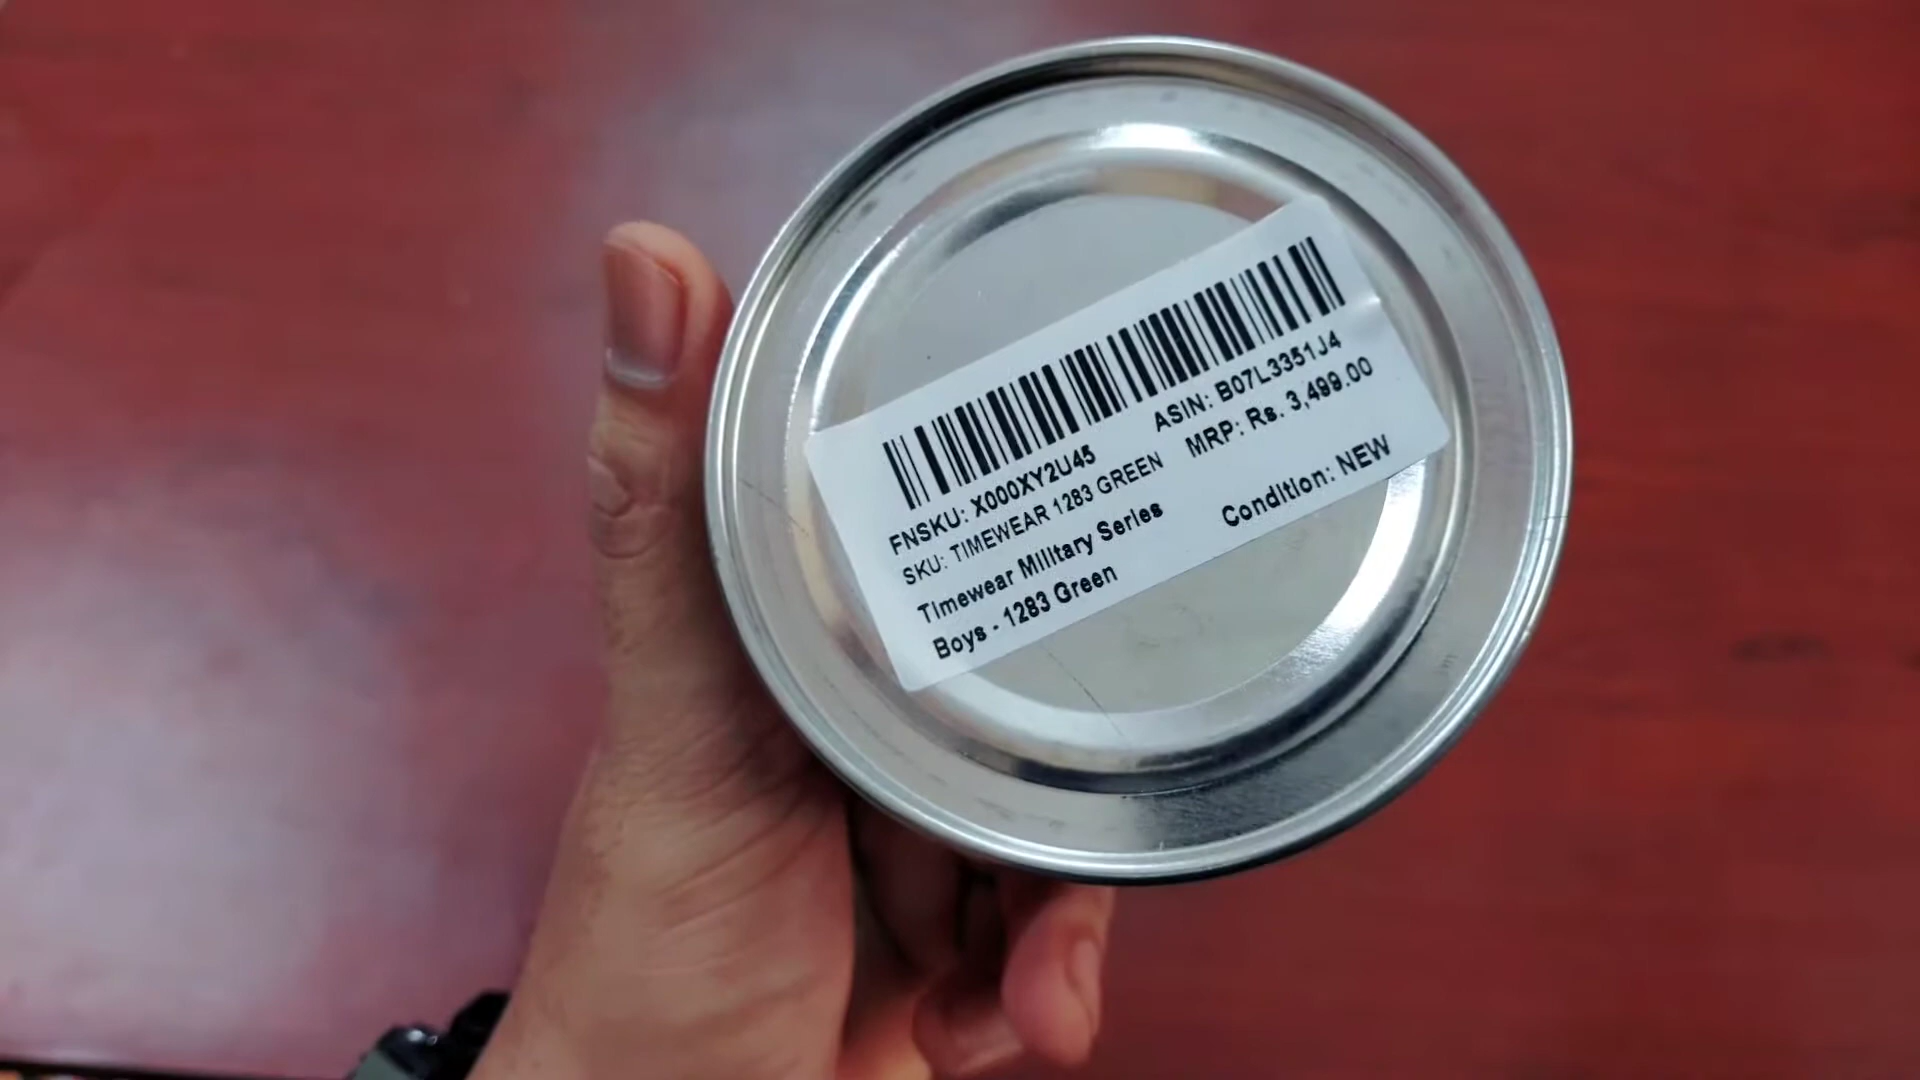 FNSKU: X000XY2U45 ASIN: B07L3351J4
SKU: TIMEWEAR 1283 GREEN MRP: Rs. 3,499.00
Timewear Military Series
Boys - 1283 Green Condition: NEW